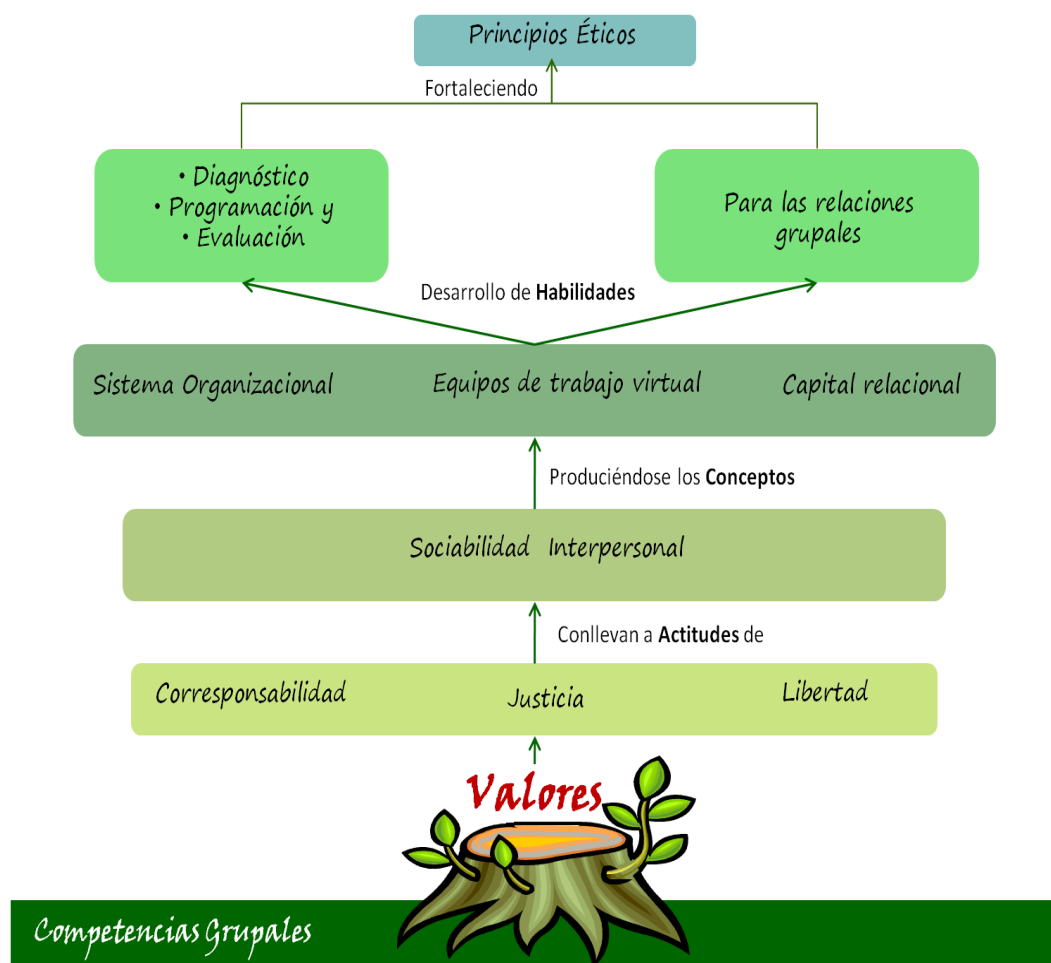 Principios Éticos
Fortaleciendo
• Diagnóstico
• Programación y
• Evaluación
Para las relaciones
grupales
Desarrollo de Habilidades
Sistema Organizacional
Equipos de trabajo virtual
Capital relacional
Produciéndose los Conceptos
Sociabilidad Interpersonal
Conllevan a Actitudes de
Corresponsabilidad
Justicia
Libertad
Valores
Competencias Grupales